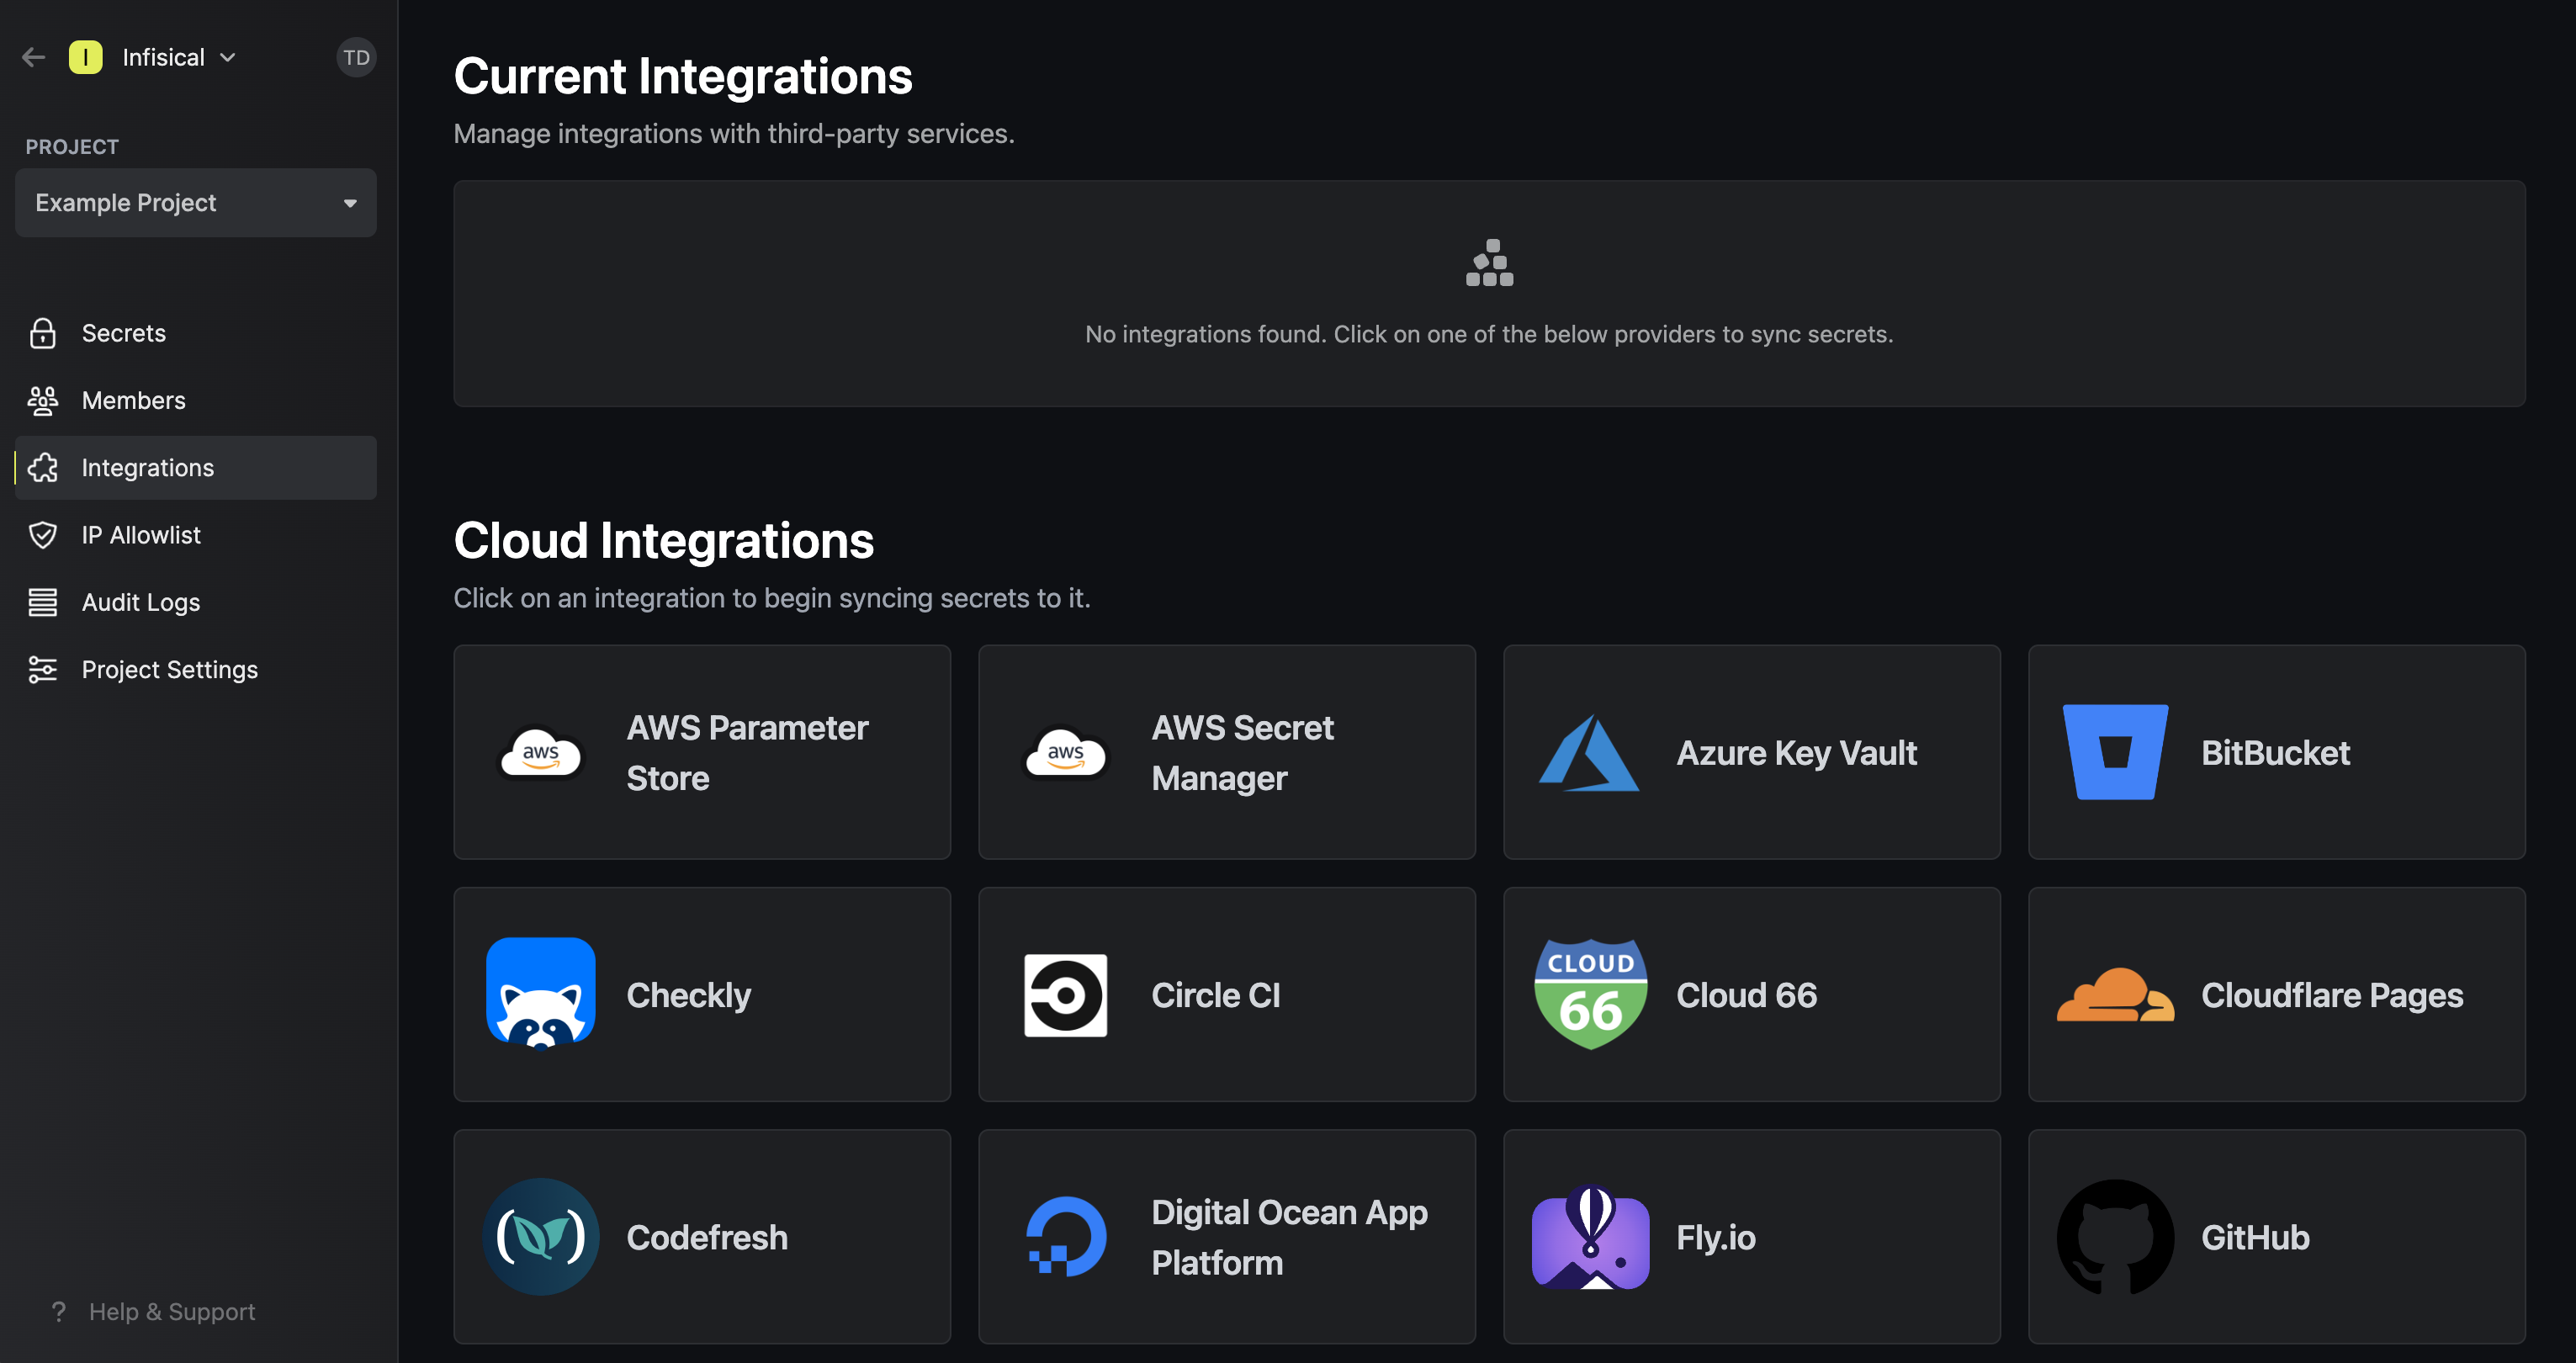 I Infisical TD
PROJECT
Example Project
Secrets
Members
Integrations
IP Allowlist
Audit Logs
Project Settings
? Help & Support
Current Integrations
Manage integrations with third-party services.
No integrations found. Click on one of the below providers to sync secrets.
Cloud Integrations
Click on an integration to begin syncing secrets to it.
aws
AWS Parameter
Store
aws
AWS Secret
Manager
Azure Key Vault
BitBucket
Checkly
Circle CI
CLOUD
66
Cloud 66
Cloudflare Pages
Codefresh
Digital Ocean App
Platform
Fly.io
GitHub